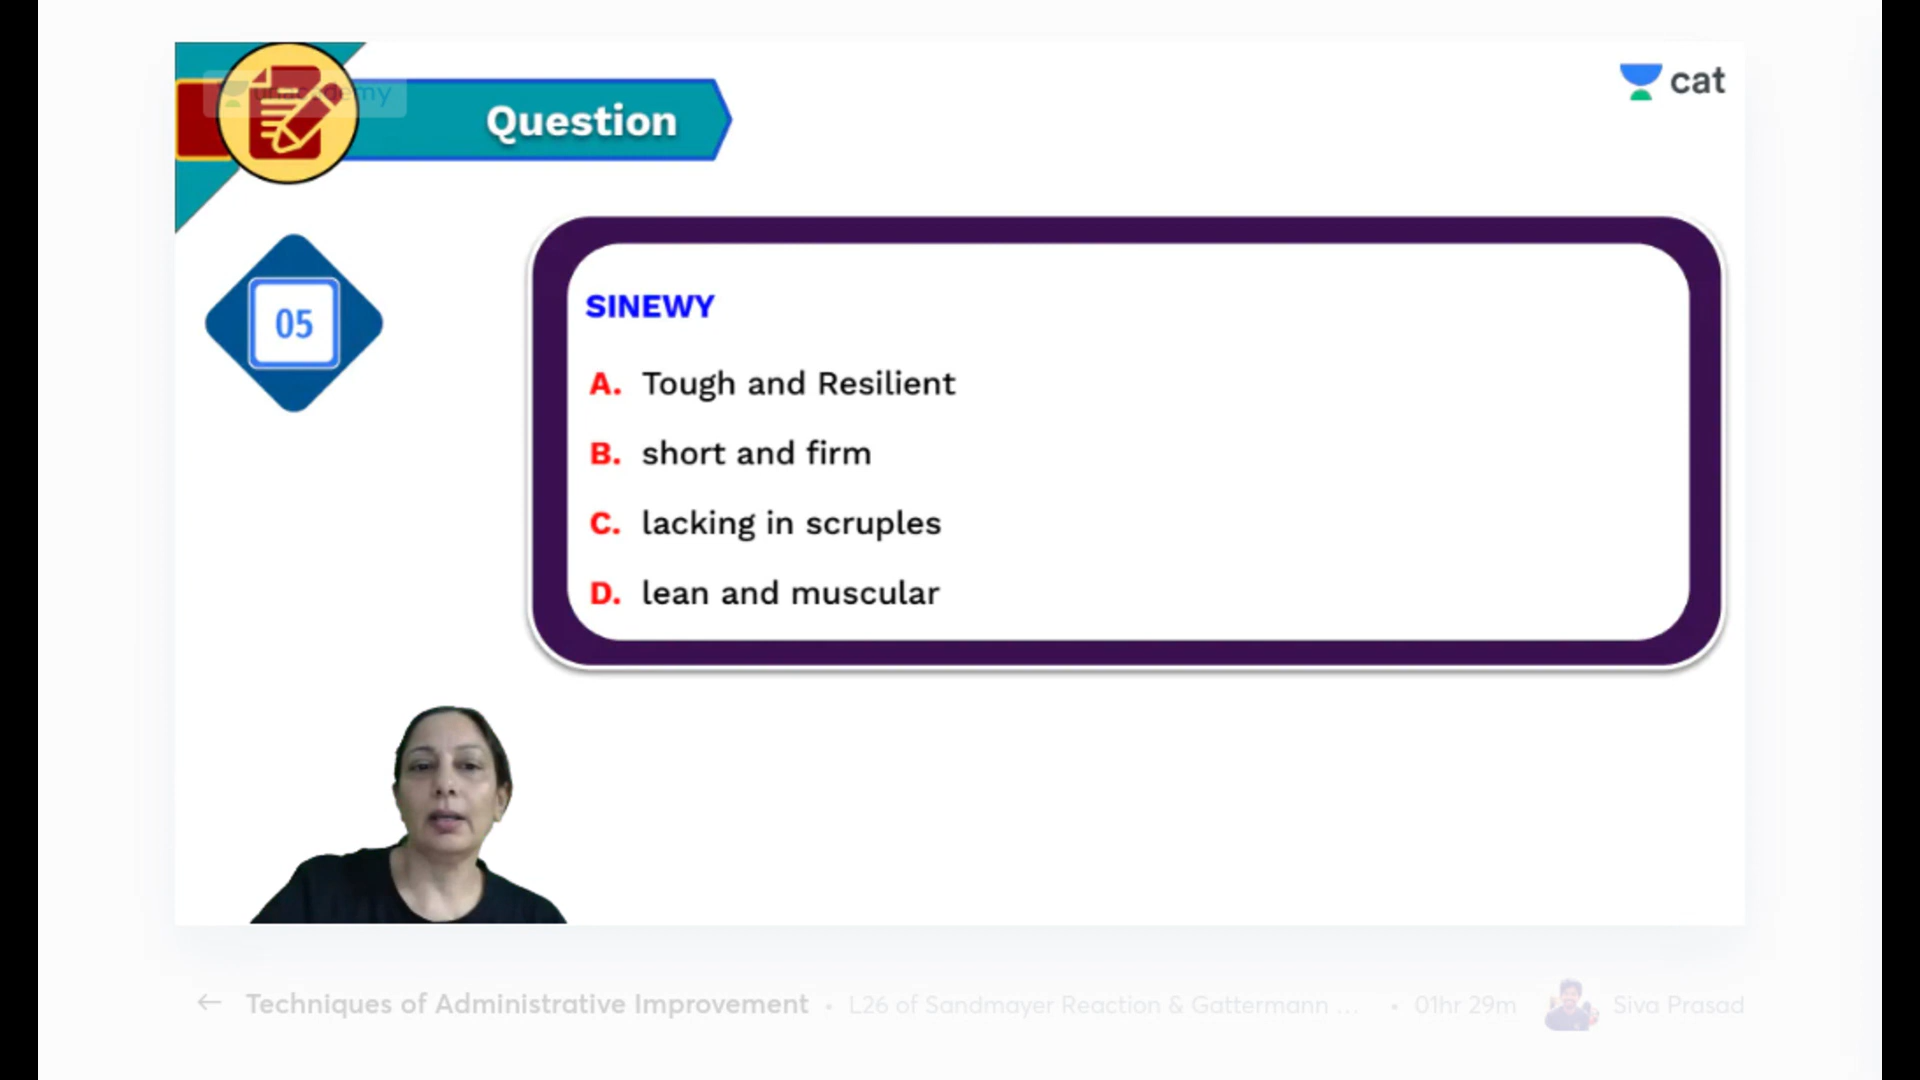 unacademy
Question
cat
05
SINEWY
A. Tough and Resilient
B. short and firm
C. lacking in scruples
D. lean and muscular
← Techniques of Administrative Improvement • L26 of Sandmayer Reaction & Gattermann ... • 01hr 29m Siva Prasad